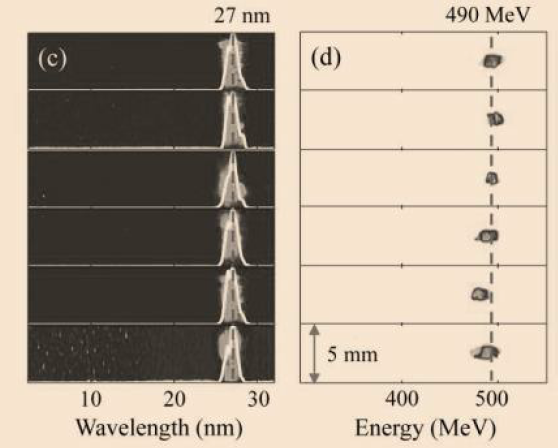 27 nm
490 MeV
(c)
(d)
5 mm
10 20 30
400 500
Wavelength (nm)
Energy (MeV)